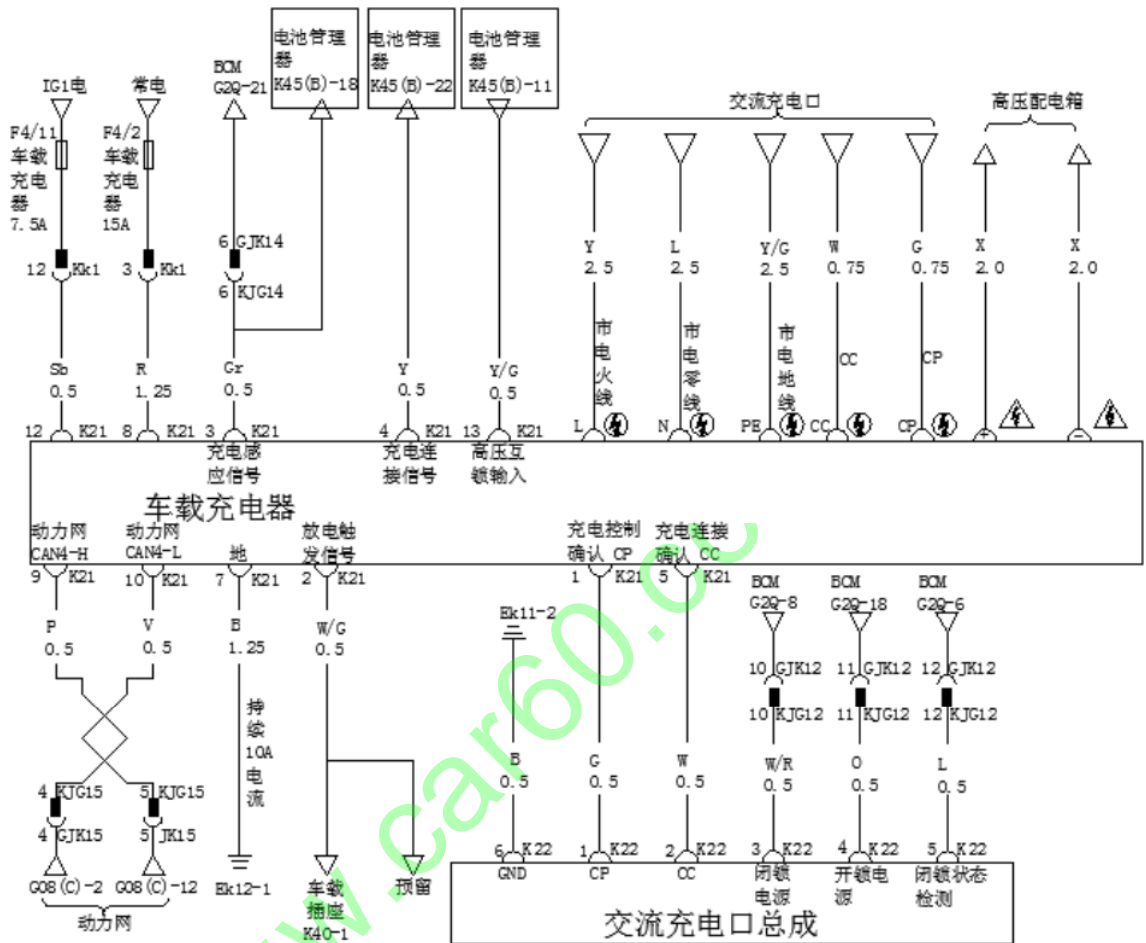 电池管理
器
K45(B)-18
电池管理
器
K45(B)-22
电池管理
器
K45(B)-11
IG1电
常电
BCM
G2Q-21
交流充电口
高压配电箱
F4/11
车载
充电
器
7.5A
F4/2
车载
充电
器
15A
6 GJK14
6 KJG14
12 Kk1
3 Kk1
Y
2.5
L
2.5
Y/G
2.5
W
0.75
G
0.75
X
2.0
X
2.0
市电火线
市电零线
市电地线
CC
CP
Sb
0.5
R
1.25
Gr
0.5
Y
0.5
Y/G
0.5
12 K21
8 K21
3 K21
4 K21
13 K21
L
N
PE
CC
CP
+
-
充电感
应信号
充电连
接信号
高压互
锁输入
车载充电器
动力网
CAN4-H
动力网
CAN4-L
地
放电触
发信号
充电控制
确认 CP
充电连接
确认 CC
9 K21
10 K21
7 K21
2 K21
1 K21
5 K21
BCM
G2Q-8
BCM
G2Q-18
BCM
G2Q-6
Ek11-2
P
0.5
V
0.5
B
1.25
W/G
0.5
10 GJK12
11 GJK12
12 GJK12
10 KJG12
11 KJG12
12 KJG12
持续10A电流
B
0.5
G
0.5
W
0.5
W/R
0.5
O
0.5
L
0.5
4 KJG15
5 KJG15
4 GJK15
5 JK15
6 K22
1 K22
2 K22
3 K22
4 K22
5 K22
GND
CP
CC
闭锁
电源
开锁电
源
闭锁状态
检测
G08(C)-2
G08(C)-12
动力网
Ek12-1
车载
插座
K40-1
预留
交流充电口总成
www.car60.cc